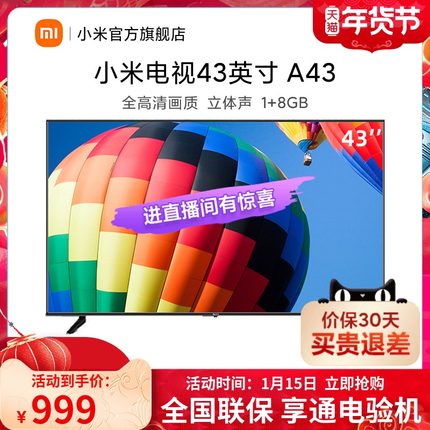 小米官方旗舰店
天猫
年货节
小米电视43英寸 A43
全高清画质 立体声 1+8GB
43’’
进直播间有惊喜
价保30天
买贵退差
活动到手价:
¥999
活动时间:1月15日 立即抢购
全国联保 享通电验机